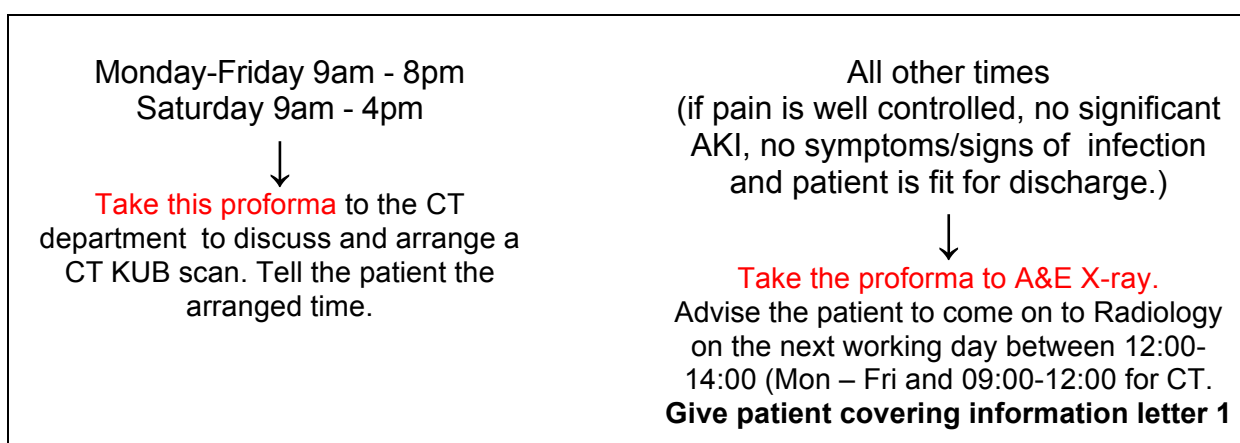 Monday-Friday 9am - 8pm
Saturday 9am - 4pm
↓
Take this proforma to the CT
department to discuss and arrange a
CT KUB scan. Tell the patient the
arranged time.
All other times
(if pain is well controlled, no significant
AKI, no symptoms/signs of infection
and patient is fit for discharge.)
↓
Take the proforma to A&E X-ray.
Advise the patient to come on to Radiology
on the next working day between 12:00-
14:00 (Mon – Fri and 09:00-12:00 for CT.
Give patient covering information letter 1